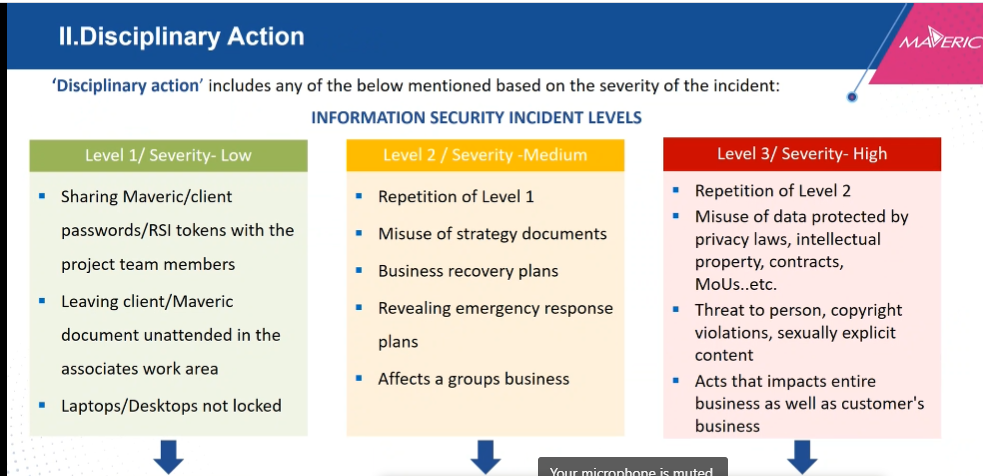 II.Disciplinary Action
MAVERIC
‘Disciplinary action’ includes any of the below mentioned based on the severity of the incident:
INFORMATION SECURITY INCIDENT LEVELS
Level 1/ Severity- Low
Sharing Maveric/client
passwords/RSI tokens with the
project team members
Leaving client/Maveric
document unattended in the
associates work area
Laptops/Desktops not locked
Level 2 / Severity -Medium
Repetition of Level 1
Misuse of strategy documents
Business recovery plans
Revealing emergency response
plans
Affects a groups business
Level 3/ Severity- High
Repetition of Level 2
Misuse of data protected by
privacy laws, intellectual
property, contracts,
MoUs..etc.
Threat to person, copyright
violations, sexually explicit
content
Acts that impacts entire
business as well as customer's
business
Your microphone is muted